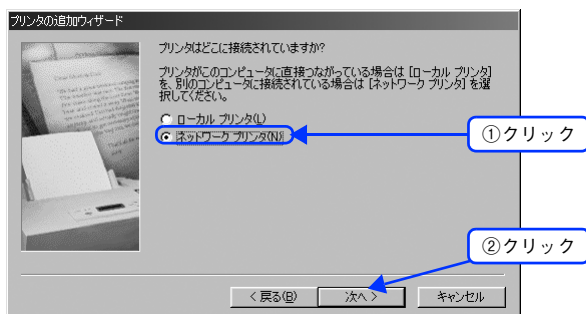 プリンタの追加ウィザード
プリンタはどこに接続されていますか?
プリンタがこのコンピュータに直接つながっている場合は [ローカル プリンタ]
を、別のコンピュータに接続されている場合は [ネットワーク プリンタ] を選
択してください。
ローカル プリンタ(L)
ネットワーク プリンタ(N)
①クリック
②クリック
< 戻る(B)
次へ >
キャンセル